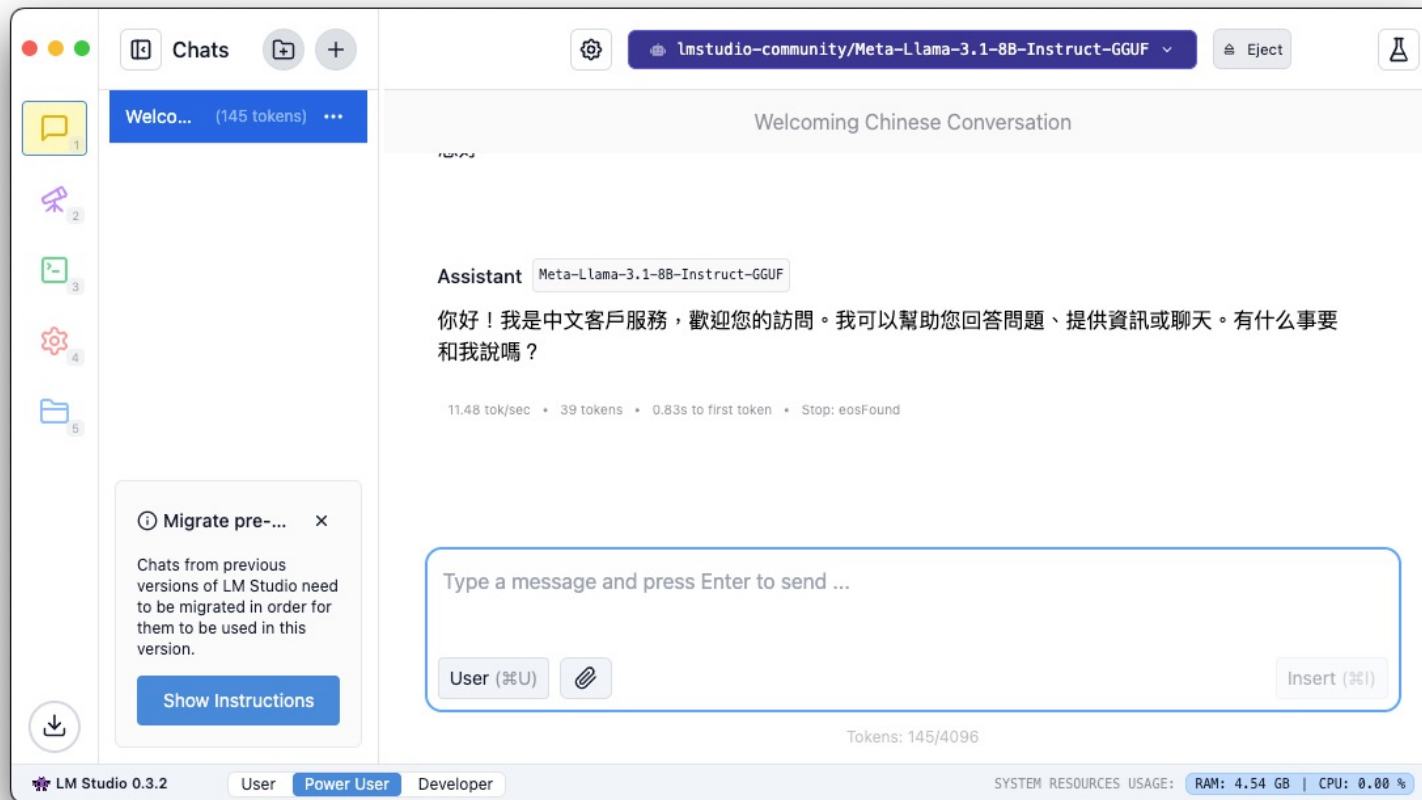 Chats
lmstudio-community/Meta-Llama-3.1-8B-Instruct-GGUF
Eject
Welco... (145 tokens) ...
Welcoming Chinese Conversation
1
2
3
4
5
Assistant Meta-Llama-3.1-8B-Instruct-GGUF
你好！我是中文客戶服務，歡迎您的訪問。我可以幫助您回答問題、提供資訊或聊天。有什么事要
和我說嗎？
11.48 tok/sec • 39 tokens • 0.83s to first token • Stop: eosFound
Migrate pre-...
Chats from previous
versions of LM Studio need
to be migrated in order for
them to be used in this
version.
Show Instructions
Type a message and press Enter to send ...
User (⌘U)
Insert (⌘I)
Tokens: 145/4096
LM Studio 0.3.2
User Power User Developer
SYSTEM RESOURCES USAGE: RAM: 4.54 GB | CPU: 0.00 %